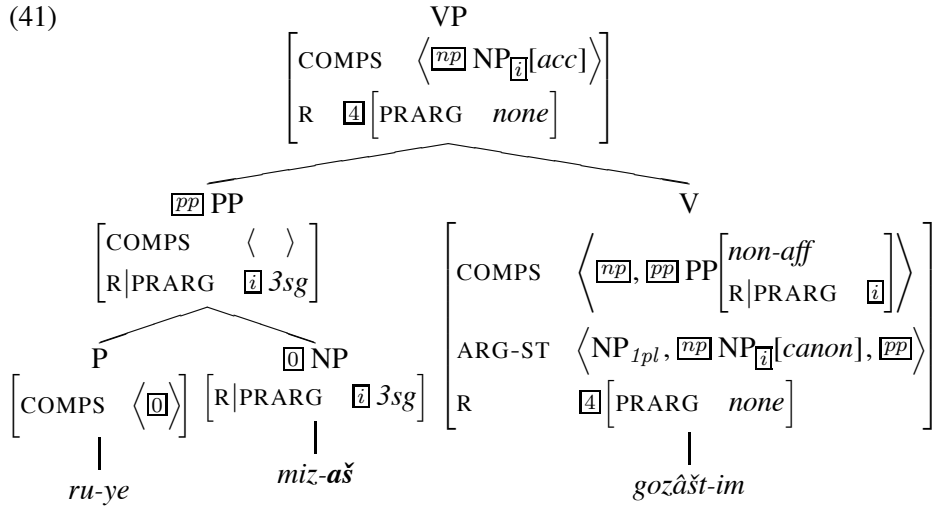 (41) VP
COMPS ⟨ [np] NP[i][acc] ⟩
R [4] [PRARG none]
[pp] PP V
COMPS ⟨ ⟩
R|PRARG [i] 3sg
COMPS ⟨ [np], [pp] PP [non-aff R|PRARG [i]] ⟩
ARG-ST ⟨ NP1pl, [np] NP[i][canon], [pp] ⟩
R [4] [PRARG none]
P [0] NP
[COMPS ⟨[0]⟩] [R|PRARG [i] 3sg]
ru-ye miz-aš gozâšt-im